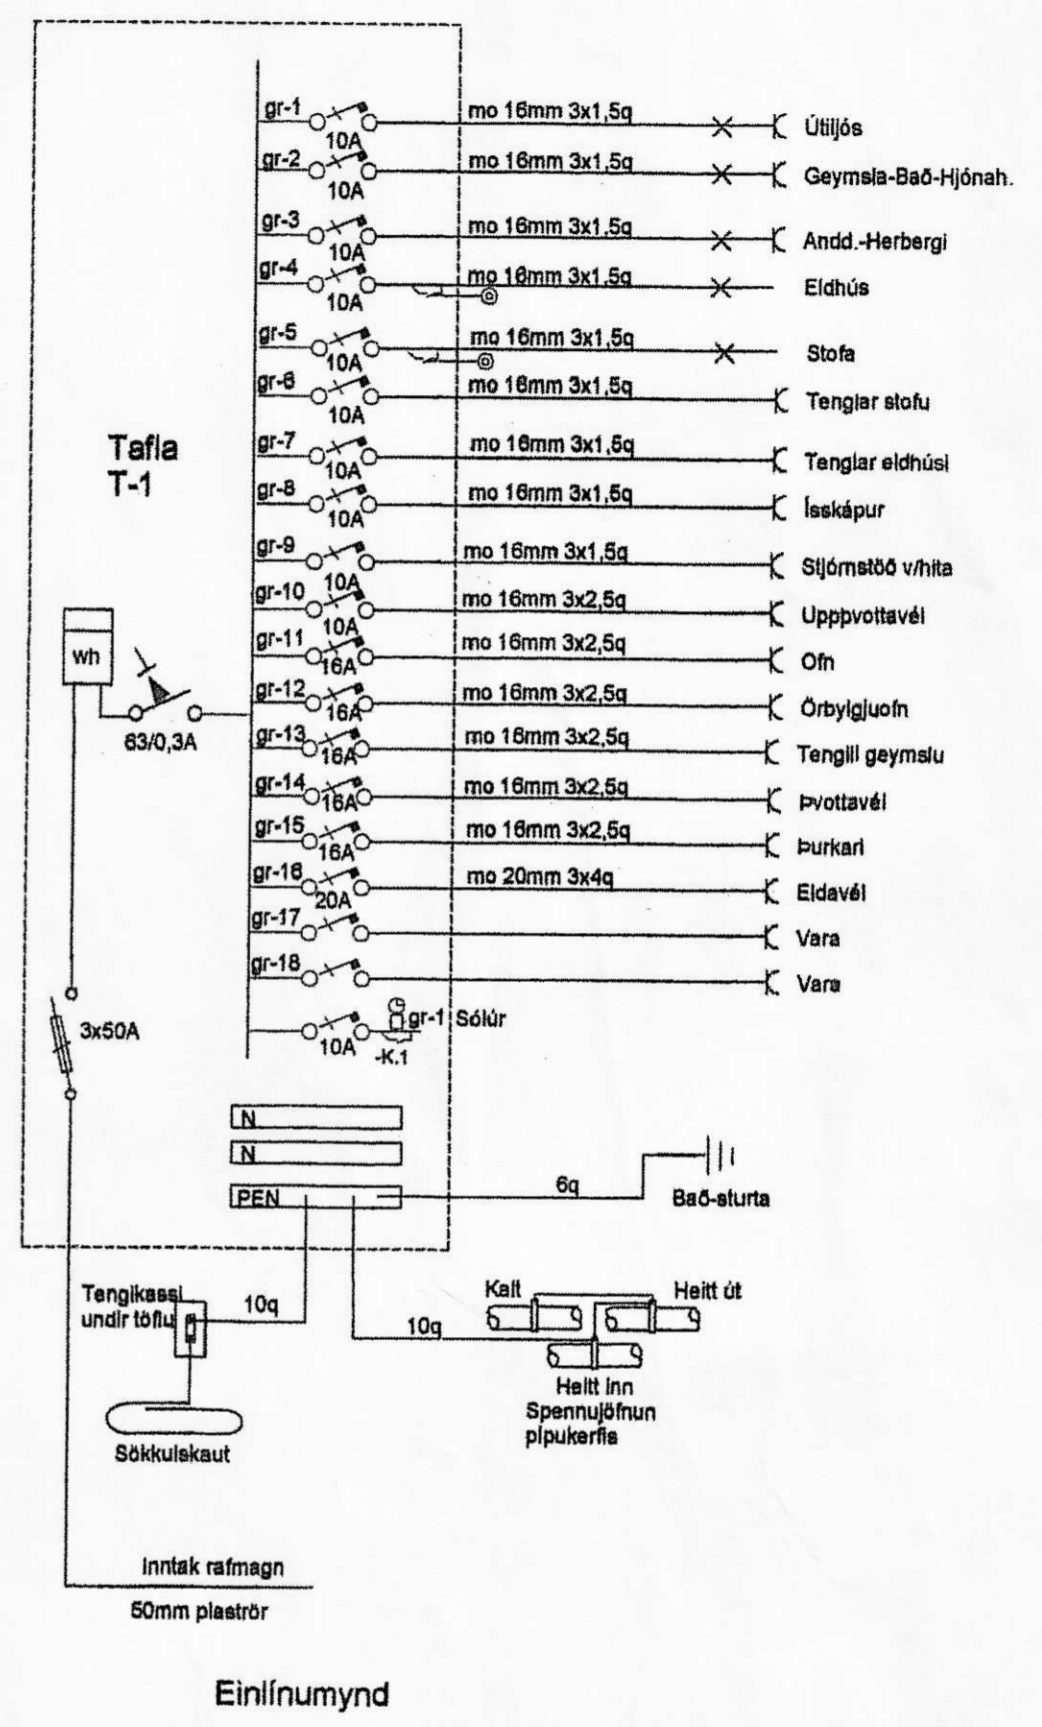 gr-1 10A mo 16mm 3x1,5q Útiljós
gr-2 10A mo 16mm 3x1,5q Geymsla-Bað-Hjónah.
gr-3 10A mo 16mm 3x1,5q Andd.-Herbergi
gr-4 10A mo 16mm 3x1,5q Eldhús
gr-5 10A mo 16mm 3x1,5q Stofa
gr-6 10A mo 16mm 3x1,5q Tenglar stofu
Tafla
T-1
gr-7 10A mo 16mm 3x1,5q Tenglar eldhúsi
gr-8 10A mo 16mm 3x1,5q Ísskápur
gr-9 10A mo 16mm 3x1,5q Stjórnstöð v/hita
gr-10 10A mo 16mm 3x2,5q Uppþvottavél
gr-11 16A mo 16mm 3x2,5q Ofn
wh
gr-12 16A mo 16mm 3x2,5q Örbylgjuofn
63/0,3A
gr-13 16A mo 16mm 3x2,5q Tengill geymslu
gr-14 16A mo 16mm 3x2,5q Þvottavél
gr-15 16A mo 16mm 3x2,5q Þurkari
gr-16 20A mo 20mm 3x4q Eldavél
gr-17 Vara
gr-18 Vara
3x50A
10A gr-1 Sólúr
-K.1
N
N
PEN
6q
Bað-sturta
Tengikassi
undir töflu
10q
10q
Kalt
Heitt út
Heitt inn
Spennujöfnun
pípukerfis
Sökkulskaut
Inntak rafmagn
50mm plaströr
Einlínumynd